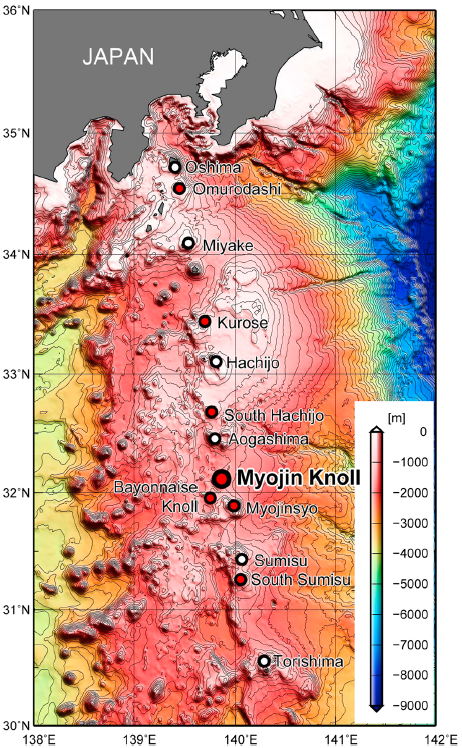 36°N
JAPAN
35°N
Oshima
Omurodashi
34°N
Miyake
Kurose
33°N
Hachijo
South Hachijo
Aogashima
Myojin Knoll
32°N
Bayonnaise
Knoll
Myojinsyo
Sumisu
South Sumisu
31°N
Torishima
30°N
138°E
139°E
140°E
141°E
142°E
[m]
0
−1000
−2000
−3000
−4000
−5000
−6000
−7000
−8000
−9000